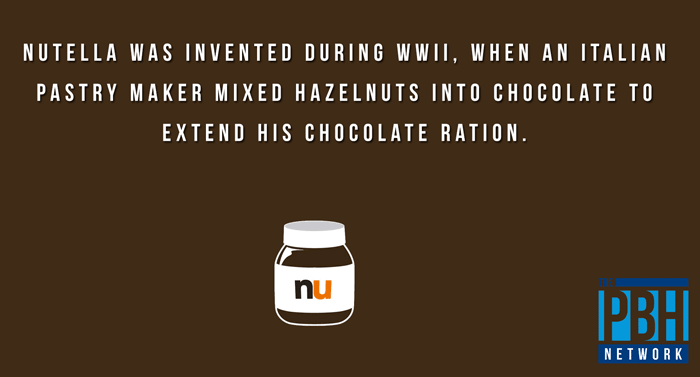 NUTELLA WAS INVENTED DURING WWII, WHEN AN ITALIAN
PASTRY MAKER MIXED HAZELNUTS INTO CHOCOLATE TO
EXTEND HIS CHOCOLATE RATION.
nu
THE
PBH
NETWORK